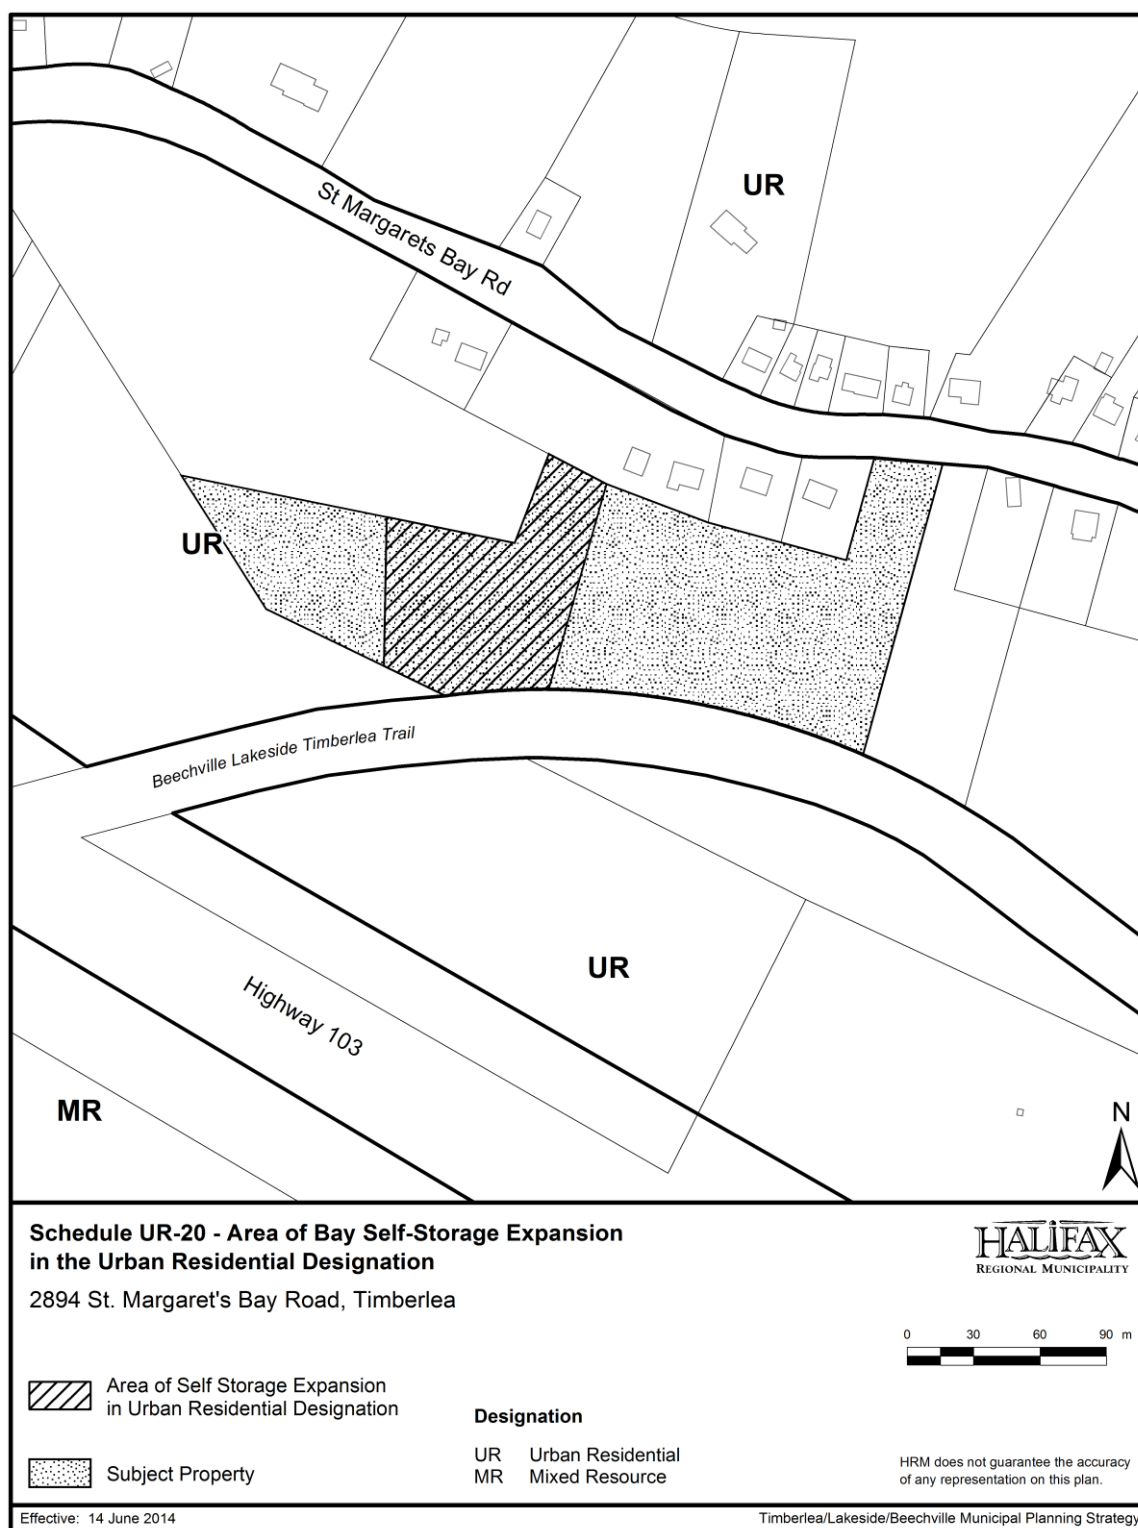 UR
St Margarets Bay Rd
UR
Beechville Lakeside Timberlea Trail
UR
Highway 103
MR
N
Schedule UR-20 - Area of Bay Self-Storage Expansion
in the Urban Residential Designation
2894 St. Margaret's Bay Road, Timberlea
HALIFAX
REGIONAL MUNICIPALITY
0 30 60 90 m
Area of Self Storage Expansion
in Urban Residential Designation
Subject Property
Designation
UR Urban Residential
MR Mixed Resource
HRM does not guarantee the accuracy
of any representation on this plan.
Effective: 14 June 2014
Timberlea/Lakeside/Beechville Municipal Planning Strategy